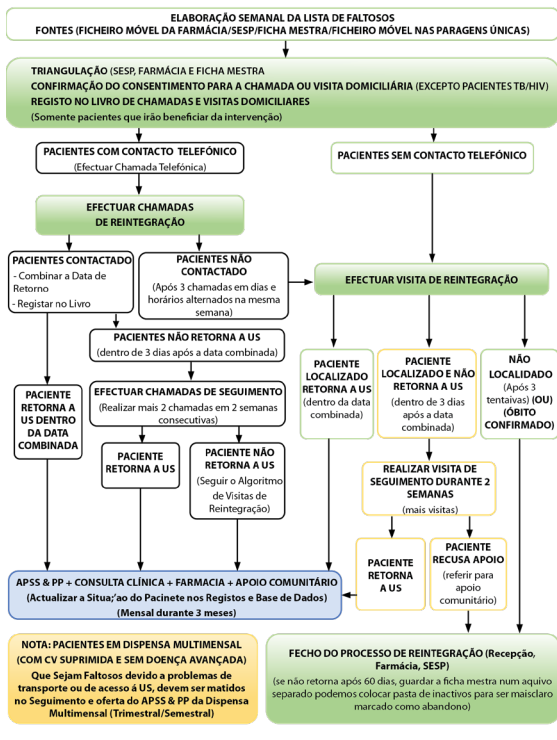 ELABORAÇÃO SEMANAL DA LISTA DE FALTOSOS
FONTES (FICHEIRO MÓVEL DA FARMÁCIA/SESP/FICHA MESTRA/FICHEIRO MÓVEL NAS PARAGENS ÚNICAS)
TRIANGULAÇÃO (SESP, FARMÁCIA E FICHA MESTRA
CONFIRMAÇÃO DO CONSENTIMENTO PARA A CHAMADA OU VISITA DOMICILIÁRIA (EXCEPTO PACIENTES TB/HIV)
REGISTO NO LIVRO DE CHAMADAS E VISITAS DOMICILIARES
(Somente pacientes que irão beneficiar da intervenção)
PACIENTES COM CONTACTO TELEFÓNICO
(Efectuar Chamada Telefónica)
PACIENTES SEM CONTACTO TELEFÓNICO
EFECTUAR CHAMADAS
DE REINTEGRAÇÃO
PACIENTES CONTACTADO
- Combinar a Data de
Retorno
- Registar no Livro
PACIENTES NÃO
CONTACTADO
(Após 3 chamadas em dias e
horários alternados na mesma
semana)
EFECTUAR VISITA DE REINTEGRAÇÃO
PACIENTES NÃO RETORNA A US
(dentro de 3 dias após a data combinada)
EFECTUAR CHAMADAS DE SEGUIMENTO
(Realizar mais 2 chamadas em 2 semanas
consecutivas)
PACIENTE
RETORNA A
US DENTRO
DA DATA
COMBINADA
PACIENTE
RETORNA A US
PACIENTE NÃO
RETORNA A US
(Seguir o Algoritmo
de Visitas de
Reintegração)
PACIENTE
LOCALIZADO
RETORNA A US
(dentro da data
combinada)
PACIENTE
LOCALIZADO E NÃO
RETORNA A US
(dentro de 3 dias
após a data
combinada)
NÃO
LOCALIDADO
(Após 3
tentaivas) (OU)
(ÓBITO
CONFIRMADO)
REALIZAR VISITA DE
SEGUIMENTO DURANTE 2
SEMANAS
(mais visitas)
PACIENTE
RETORNA
A US
PACIENTE
RECUSA APOIO
(referir para
apoio
comunitário)
APSS & PP + CONSULTA CLÍNICA + FARMACIA + APOIO COMUNITÁRIO
(Actualizar a Situa;'ao do Pacinete nos Registos e Base de Dados)
(Mensal durante 3 meses)
NOTA: PACIENTES EM DISPENSA MULTIMENSAL
(COM CV SUPRIMIDA E SEM DOENÇA AVANÇADA)
Que Sejam Faltosos devido a problemas de
transporte ou de acesso á US, devem ser matidos
no Seguimento e oferta do APSS & PP da Dispensa
Multimensal (Trimestral/Semestral)
FECHO DO PROCESSO DE REINTEGRAÇÃO (Recepção,
Farmácia, SESP)
(se não retorna após 60 dias, guardar a ficha mestra num aquivo
separado podemos colocar pasta de inactivos para ser maisclaro
marcado como abandono)